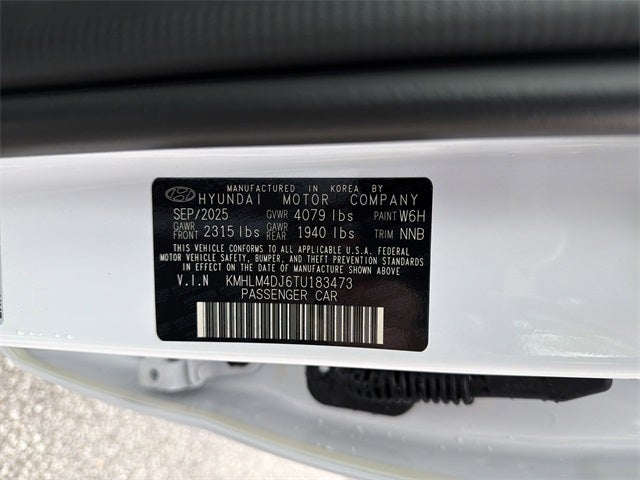 MANUFACTURED IN KOREA BY
HYUNDAI MOTOR COMPANY
SEP/2025 GVWR 4079 lbs PAINT W6H
GAWR FRONT 2315 lbs GAWR REAR 1940 lbs TRIM NNB
THIS VEHICLE CONFORMS TO ALL APPLICABLE U.S.A. FEDERAL
MOTOR VEHICLE SAFETY, BUMPER, AND THEFT PREVENTION STANDARDS
IN EFFECT ON THE DATE OF MANUFACTURE SHOWN ABOVE.
V.I.N KMHLM4DJ6TU183473
PASSENGER CAR